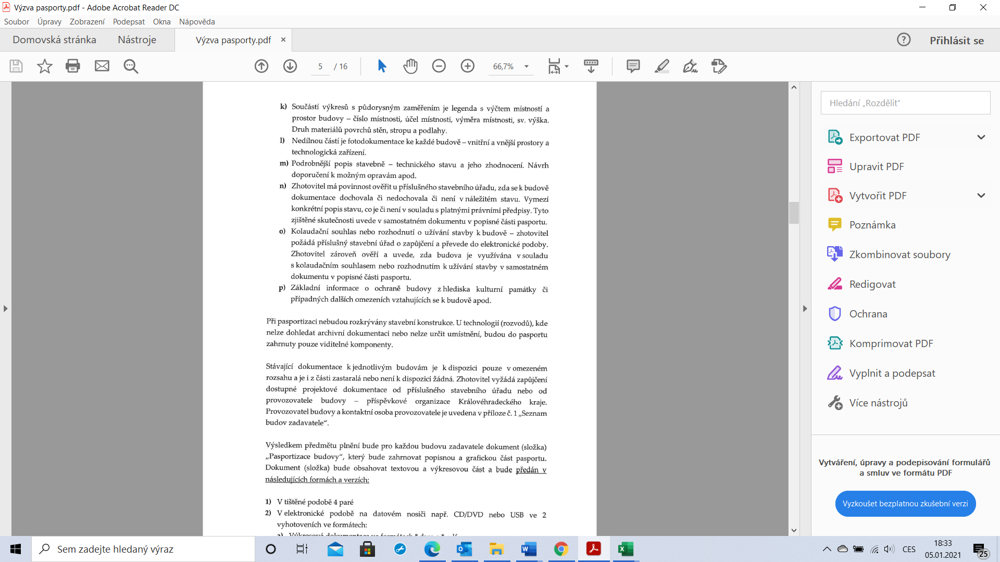 Výzva pasporty.pdf - Adobe Acrobat Reader DC
Soubor Úpravy Zobrazení Podepsat Okna Nápověda
Domovská stránka Nástroje Výzva pasporty.pdf × Přihlásit se
5 / 16 66,7%
k) Součástí výkresů s půdorysným zaměřením je legenda s výčtem místností a
prostor budovy – číslo místnosti, účel místnosti, výměra místnosti, sv. výška.
Druh materiálů povrchů stěn, stropu a podlahy.
l) Nedílnou částí je fotodokumentace ke každé budově – vnitřní a vnější prostory a
technologická zařízení.
m) Podrobnější popis stavebně – technického stavu a jeho zhodnocení. Návrh
doporučení k možným opravám apod.
n) Zhotovitel má povinnost ověřit u příslušného stavebního úřadu, zda se k budově
dokumentace dochovala či nedochovala či není v náležitém stavu. Vymezí
konkrétní popis stavu, co je či není v souladu s platnými právními předpisy. Tyto
zjištěné skutečnosti uvede v samostatném dokumentu v popisné části pasportu.
o) Kolaudační souhlas nebo rozhodnutí o užívání stavby k budově – zhotovitel
požádá příslušný stavební úřad o zapůjčení a převede do elektronické podoby.
Zhotovitel zároveň ověří a uvede, zda budova je využívána v souladu
s kolaudačním souhlasem nebo rozhodnutím k užívání stavby v samostatném
dokumentu v popisné části pasportu.
p) Základní informace o ochraně budovy z hlediska kulturní památky či
případných dalších omezeních vztahujících se k budově apod.
Při pasportizaci nebudou rozkrývány stavební konstrukce. U technologií (rozvodů), kde
nelze dohledat archivní dokumentaci nebo nelze určit umístnění, budou do pasportu
zahrnuty pouze viditelné komponenty.
Stávající dokumentace k jednotlivým budovám je k dispozici pouze v omezeném
rozsahu a je i z části zastaralá nebo není k dispozici žádná. Zhotovitel vyžádá zapůjčení
dostupné projektové dokumentace od příslušného stavebního úřadu nebo od
provozovatele budovy – příspěvkové organizace Královéhradeckého kraje.
Provozovatel budovy a kontaktní osoba provozovatele je uvedena v příloze č. 1 „Seznam
budov zadavatele“.
Výsledkem předmětu plnění bude pro každou budovu zadavatele dokument (složka)
„Pasportizace budovy“, který bude zahrnovat popisnou a grafickou část pasportu.
Dokument (složka) bude obsahovat textovou a výkresovou část a bude předán v
následujících formách a verzích:
1) V tištěné podobě 4 paré
2) V elektronické podobě na datovém nosiči např. CD/DVD nebo USB ve 2
vyhotoveních ve formátech:
Hledání „Rozdělit“
Exportovat PDF
Upravit PDF
Vytvořit PDF
Poznámka
Zkombinovat soubory
Redigovat
Ochrana
Komprimovat PDF
Vyplnit a podepsat
Více nástrojů
Vytváření, úpravy a podepisování formulářů
a smluv ve formátu PDF
Vyzkoušet bezplatnou zkušební verzi
Sem zadejte hledaný výraz
CES
18:33
05.01.2021
25